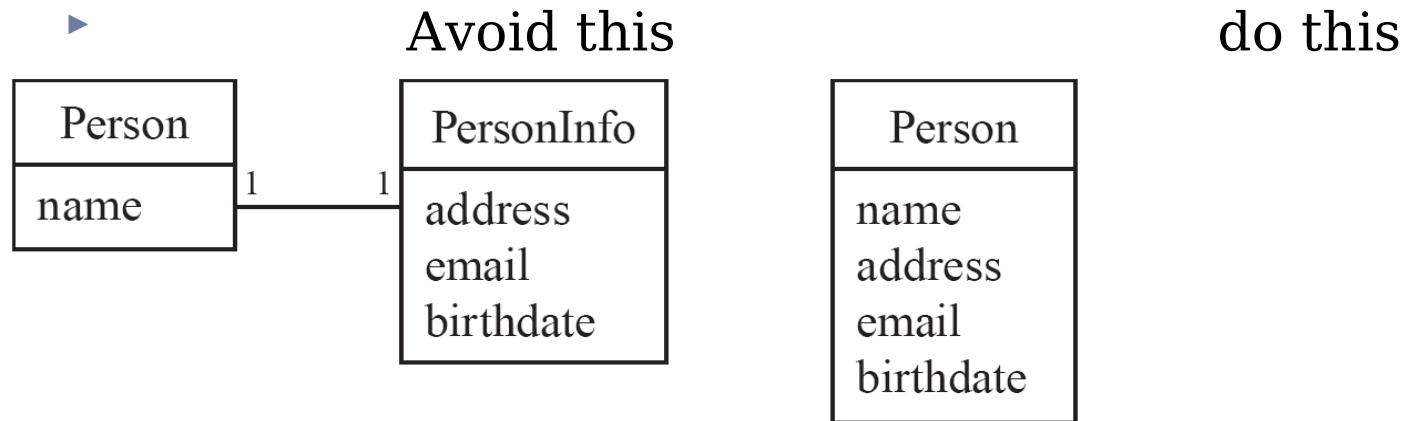 Avoid this do this
Person
name
1 1
PersonInfo
address
email
birthdate
Person
name
address
email
birthdate